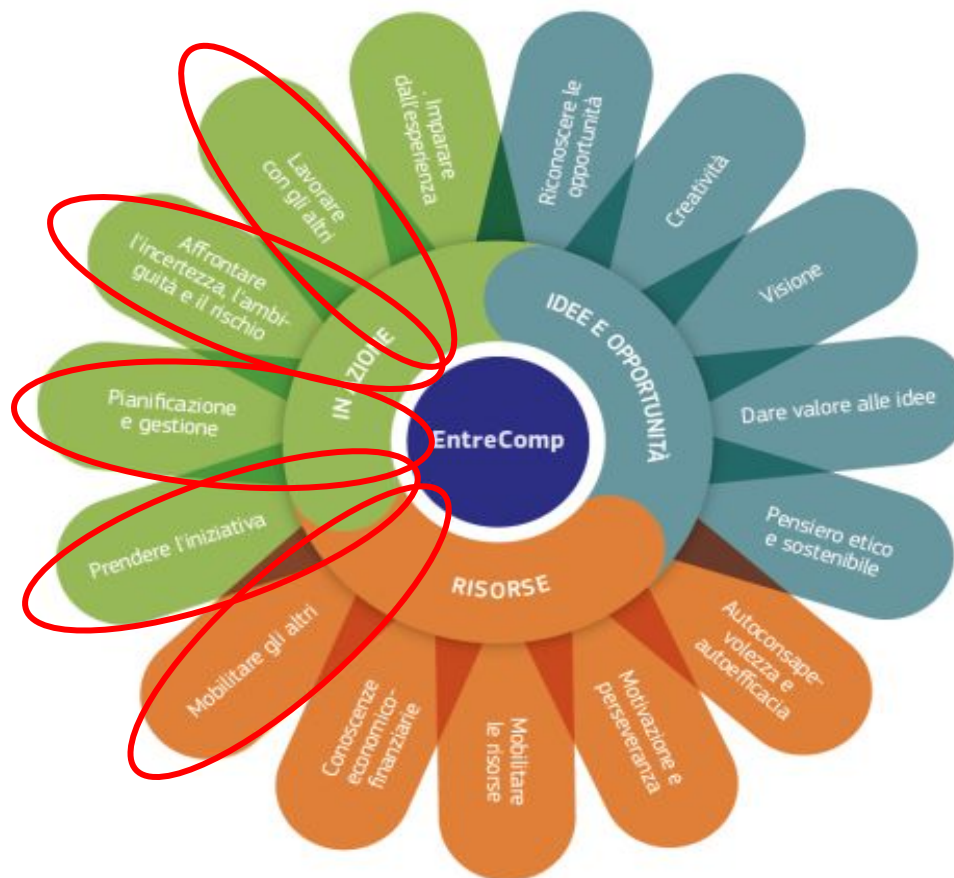 Imparare
dall'esperienza
Riconoscere le
opportunità
Creatività
Visione
Dare valore alle idee
Pensiero etico
e sostenibile
Autoconsape-
volezza e
autoefficacia
Motivazione e
perseveranza
Mobilitare
le risorse
Conoscenze
economico-
finanziarie
Mobilitare gli altri
Prendere l'iniziativa
Pianificazione
e gestione
Affrontare
l'incertezza, l'ambi-
guità e il rischio
Lavorare
con gli altri
IN AZIONE
IDEE E OPPORTUNITÀ
RISORSE
EntreComp